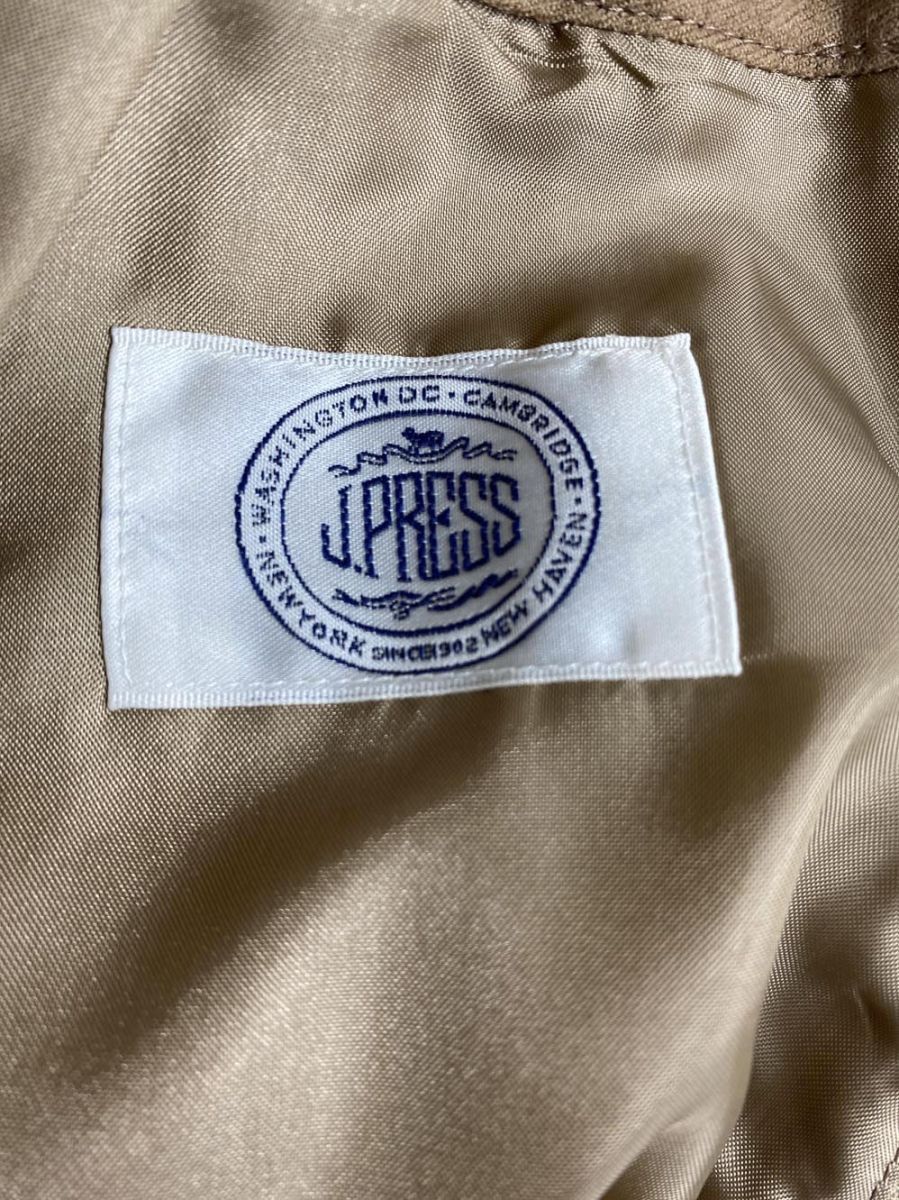 · WASHINGTON DC · CAMBRIDGE ·
J.PRESS
NEW YORK SINCE 1902 NEW HAVEN